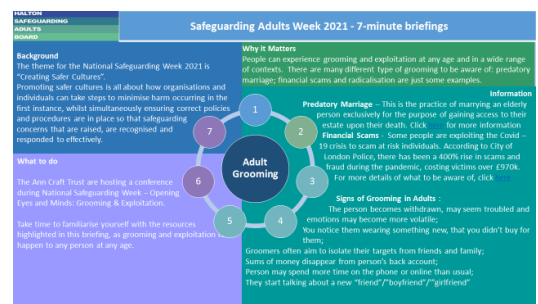 HALTON
SAFEGUARDING
ADULTS
BOARD
Safeguarding Adults Week 2021 - 7-minute briefings
Background
The theme for the National Safeguarding Week 2021 is
“Creating Safer Cultures”.
Promoting safer cultures is all about how organisations and
individuals can take steps to minimise harm occurring in the
first instance, whilst simultaneously ensuring correct policies
and procedures are in place so that safeguarding
concerns that are raised, are recognised and
responded to effectively.
Why it Matters
People can experience grooming and exploitation at any age and in a wide range
of contexts. There are many different type of grooming to be aware of: predatory
marriage; financial scams and radicalisation are just some examples.
Information
Predatory Marriage – This is the practice of marrying an elderly
person exclusively for the purpose of gaining access to their
estate upon their death. Click here for more information
Financial Scams - Some people are exploiting the Covid –
19 crisis to scam at risk individuals. According to City of
London Police, there has been a 400% rise in scams and
fraud during the pandemic, costing victims over £970k.
For more details of what to be aware of, click here
Signs of Grooming in Adults :
The person becomes withdrawn, may seem troubled and
emotions may become more volatile;
You notice them wearing something new, that you didn't buy for
them;
Groomers often aim to isolate their targets from friends and family;
Sums of money disappear from person's back account;
Person may spend more time on the phone or online than usual;
They start talking about a new “friend”/”boyfriend”/”girlfriend”
What to do
The Ann Craft Trust are hosting a conference
during National Safeguarding Week – Opening
Eyes and Minds: Grooming & Exploitation.
Take time to familiarise yourself with the resources
highlighted in this briefing, as grooming and exploitation
happen to any person at any age.
Adult
Grooming
1
2
3
4
5
6
7